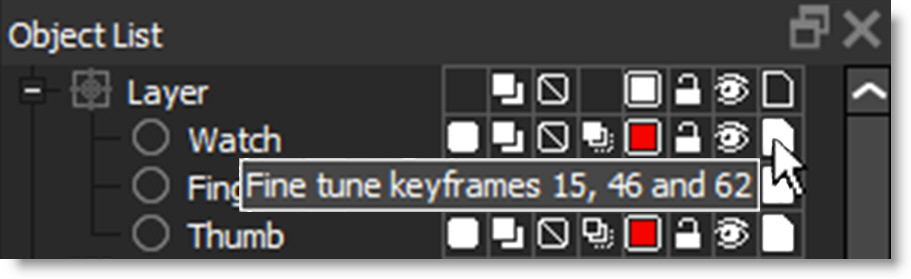 Object List
Layer
Watch
Fing
Fine tune keyframes 15, 46 and 62
Thumb